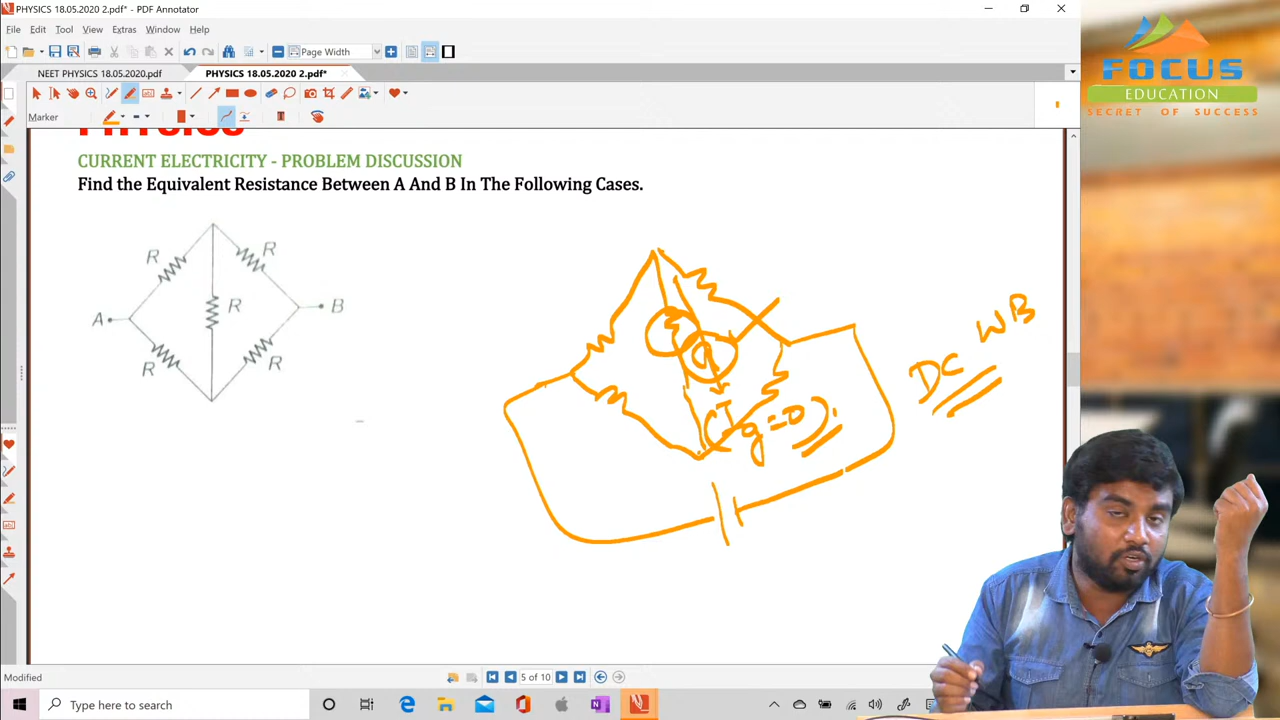 PHYSICS 18.05.2020 2.pdf* - PDF Annotator
File Edit Tool View Extras Window Help
Page Width
NEET PHYSICS 18.05.2020.pdf PHYSICS 18.05.2020 2.pdf*
Marker
FOCUS
EDUCATION
SECRET OF SUCCESS
PHYSICS
CURRENT ELECTRICITY - PROBLEM DISCUSSION
Find the Equivalent Resistance Between A And B In The Following Cases.
R R
A R B
R R
G
(Ig=0).
DC WB
Modified
5 of 10
Type here to search